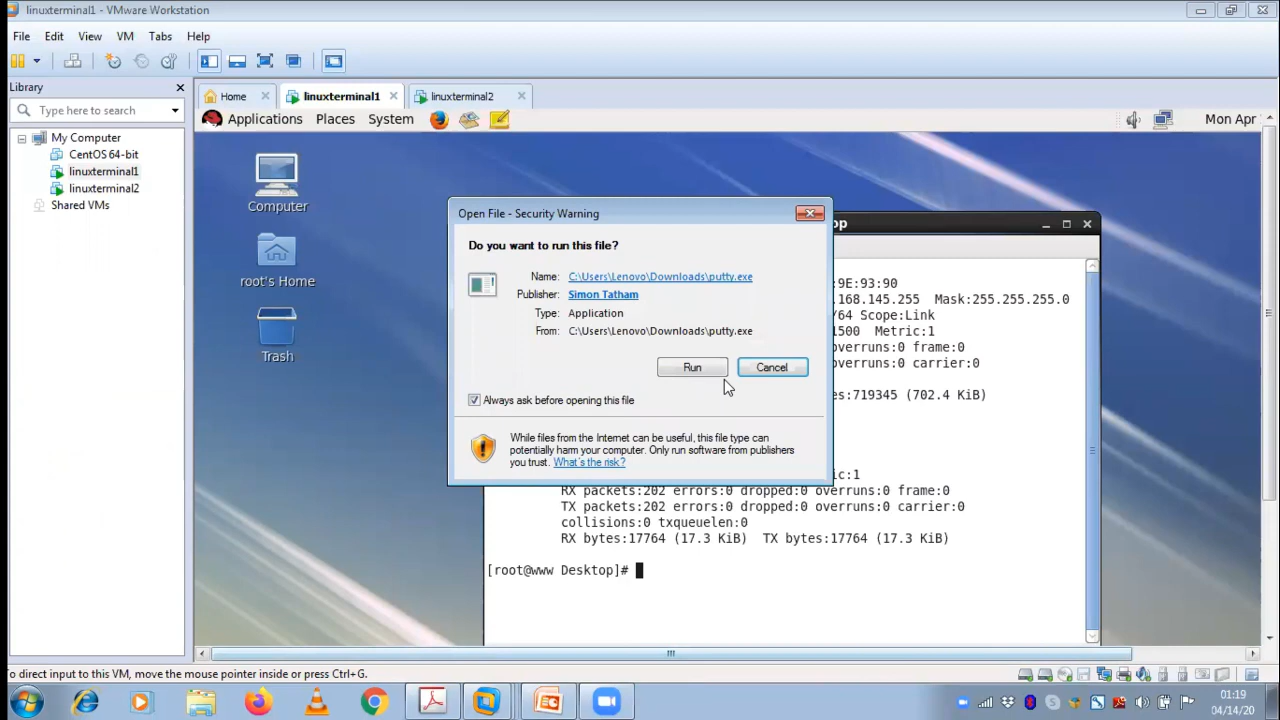 linuxterminal1 - VMware Workstation
File Edit View VM Tabs Help
Library
Type here to search
My Computer
CentOS 64-bit
linuxterminal1
linuxterminal2
Shared VMs
Home linuxterminal1 linuxterminal2
Applications Places System Mon Apr
Computer
root's Home
Trash
Open File - Security Warning
Do you want to run this file?
Name: C:\Users\Lenovo\Downloads\putty.exe
Publisher: Simon Tatham
Type: Application
From: C:\Users\Lenovo\Downloads\putty.exe
Run Cancel
Always ask before opening this file
While files from the Internet can be useful, this file type can
potentially harm your computer. Only run software from publishers
you trust. What's the risk?
op
:9E:93:90
.168.145.255 Mask:255.255.255.0
/64 Scope:Link
1500 Metric:1
overruns:0 frame:0
overruns:0 carrier:0
tes:719345 (702.4 KiB)
ic:1
RX packets:202 errors:0 dropped:0 overruns:0 frame:0
TX packets:202 errors:0 dropped:0 overruns:0 carrier:0
collisions:0 txqueuelen:0
RX bytes:17764 (17.3 KiB) TX bytes:17764 (17.3 KiB)
[root@www Desktop]#
o direct input to this VM, move the mouse pointer inside or press Ctrl+G.
01:19
04/14/20